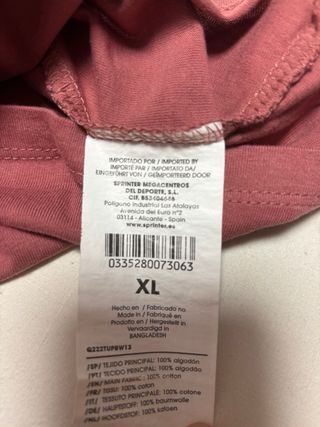 IMPORTADO POR / IMPORTED BY
IMPORTÉ PAR / IMPORTATO DA/
EINGEFÜHRT VON / GEÏMPORTEERD DOOR
SPRINTER MEGACENTROS
DEL DEPORTE, S.L.
CIF.
Polígono Industrial Las Atalayas
Avenida del Euro nº2
03114 - Alicante - Spain
www.sprinter.es
0335280073063
XL
Hecho en / Fabricado no
Made in / Fabriqué en
Prodotto en / Hergestellt in
Vervaardigd in
BANGLADESH
Q222TUPBW13
/SP/ TEJIDO PRINCIPAL: 100% algodón
/PT/ TECIDO PRINCIPAL: 100% algodão
/EN/ MAIN FABRIC: 100% cotton
/FR/ TISSU: 100% coton
/IT/ TESSUTO PRINCIPALE: 100% cotone
/DE/ HAUPTSTOFF: 100% baumwolle
100% katoen